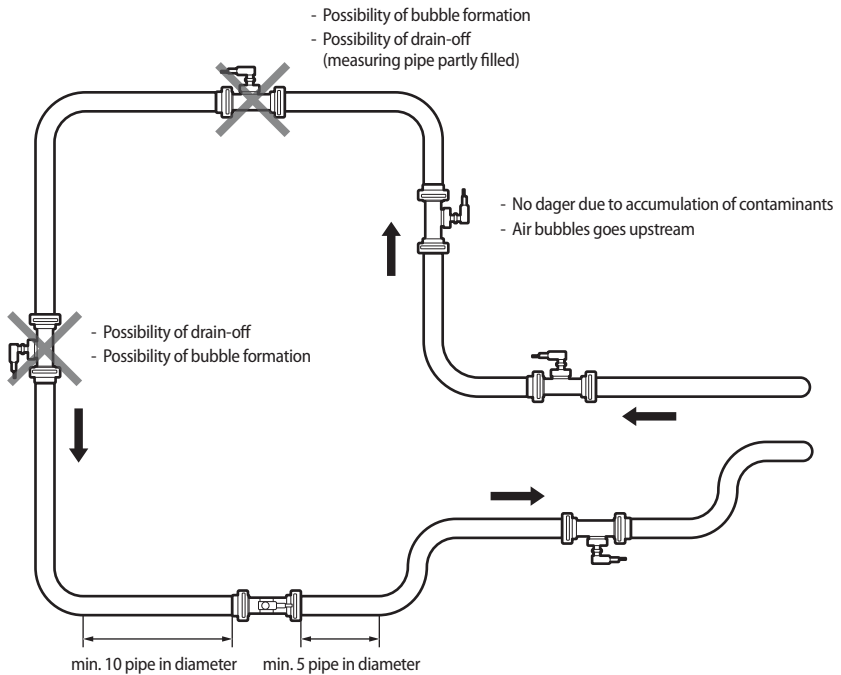 - Possibility of bubble formation
- Possibility of drain-off
(measuring pipe partly filled)
- No dager due to accumulation of contaminants
- Air bubbles goes upstream
- Possibility of drain-off
- Possibility of bubble formation
min. 10 pipe in diameter
min. 5 pipe in diameter